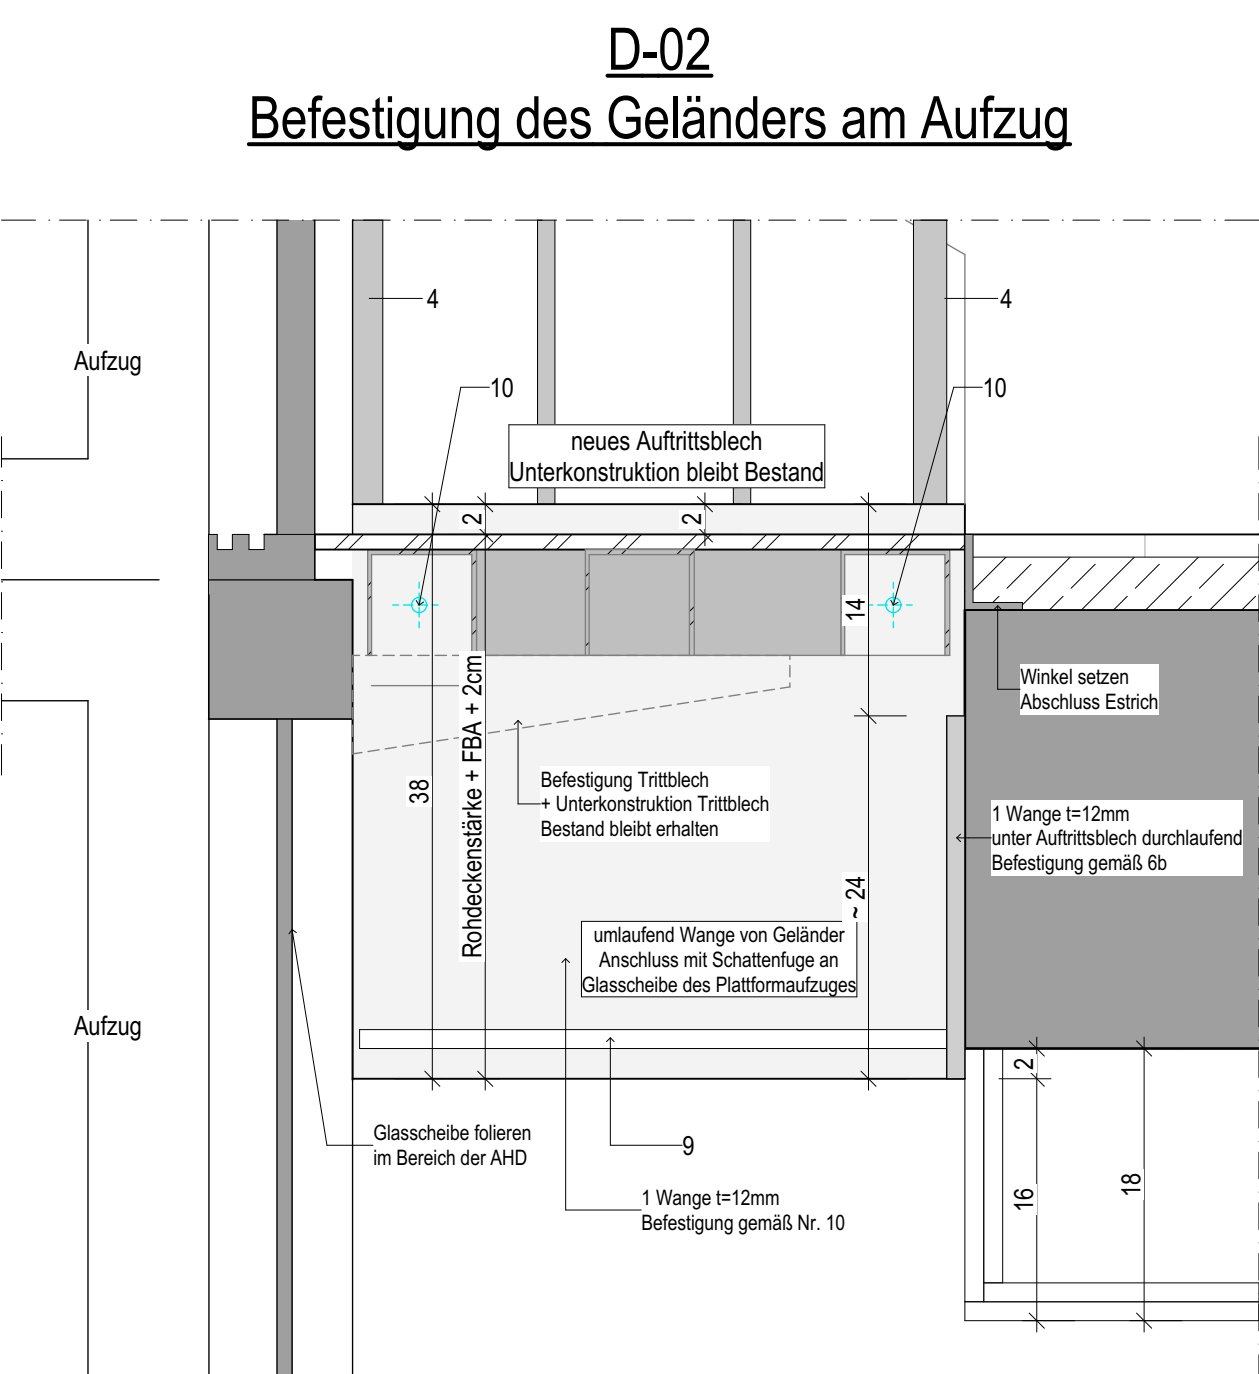 D-02
Befestigung des Geländers am Aufzug
4
4
Aufzug
10
10
neues Auftrittsblech
Unterkonstruktion bleibt Bestand
2
2
14
Winkel setzen
Abschluss Estrich
38
Rohdeckenstärke + FBA + 2cm
Befestigung Trittblech
+ Unterkonstruktion Trittblech
Bestand bleibt erhalten
1 Wange t=12mm
unter Auftrittsblech durchlaufend
Befestigung gemäß 6b
~ 24
umlaufend Wange von Geländer
Anschluss mit Schattenfuge an
Glasscheibe des Plattformaufzuges
Aufzug
2
Glasscheibe folieren
im Bereich der AHD
9
16
18
1 Wange t=12mm
Befestigung gemäß Nr. 10